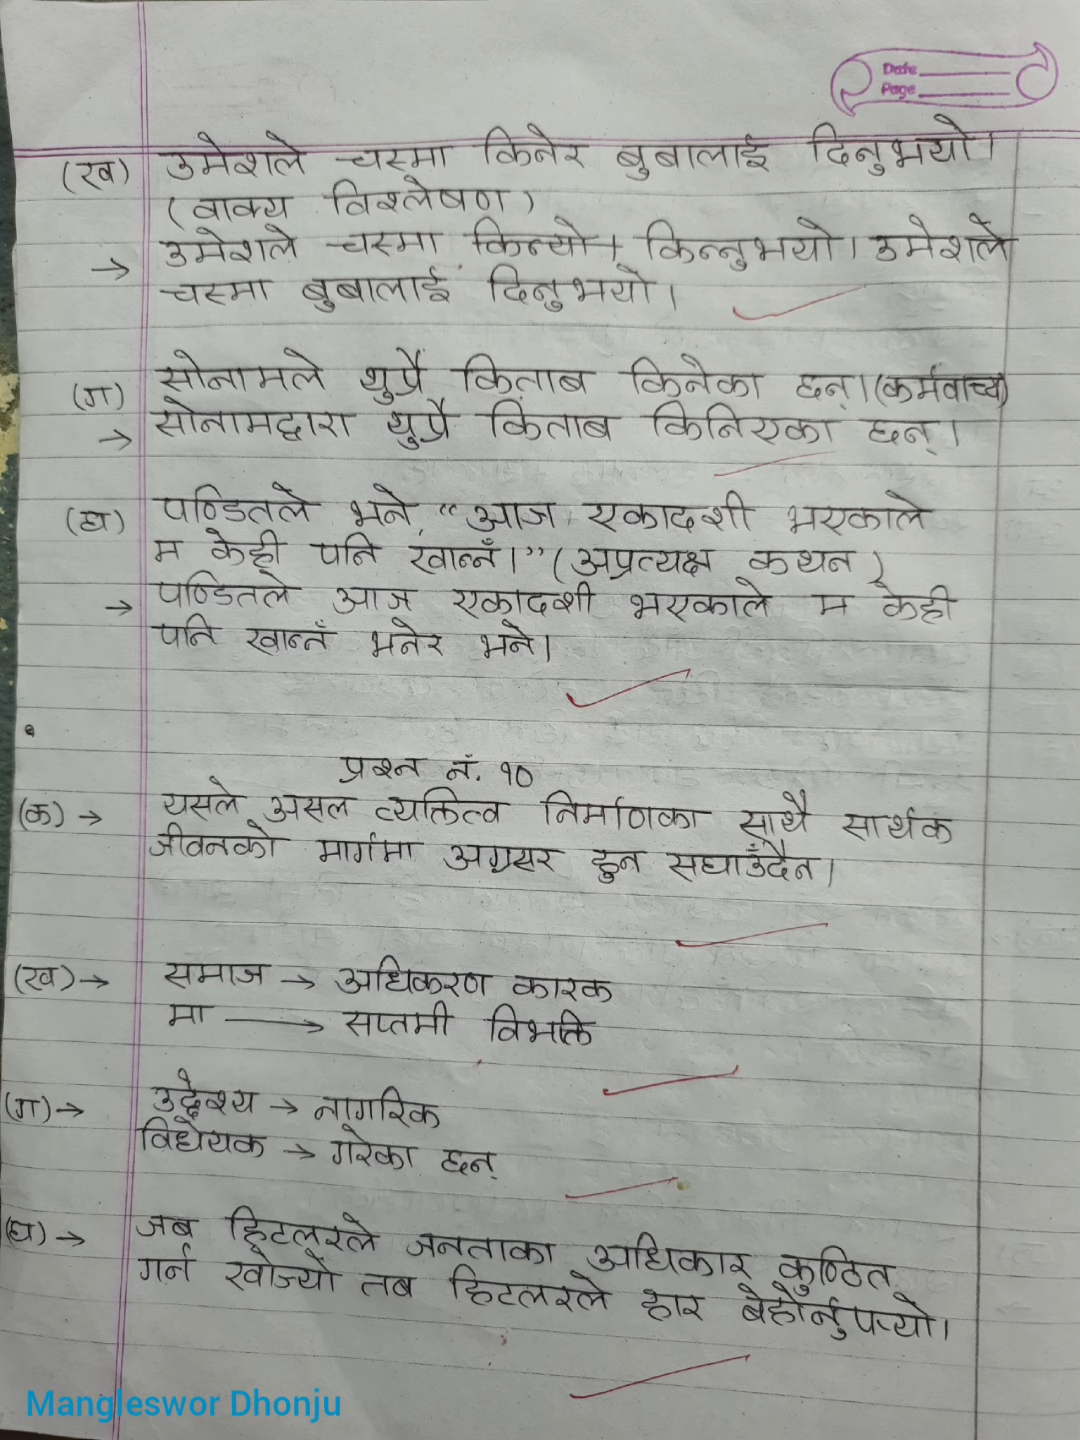 Date
Page
(ख) उमेशले चस्मा किनेर बुबालाई दिनुभयो।
(वाक्य विश्लेषण)
→ उमेशले चस्मा किन्यो। किन्नुभयो। उमेशले
चस्मा बुबालाई दिनुभयो।
(ग) सोनामले थुप्रै किताब किनेका छन्।(कर्मवाच्य)
→ सोनामद्वारा थुप्रै किताब किनिएका छन्।
(घ) पण्डितले भने, “आज एकादशी भएकाले
म केही पनि खान्नँ।” (अप्रत्यक्ष कथन)
→ पण्डितले आज एकादशी भएकाले म केही
पनि खान्नँ भनेर भने।
प्रश्न नं. १०
(क) → यसले असल व्यक्तित्व निर्माणका साथै सार्थक
जीवनको मार्गमा अग्रसर हुन सघाउँदैन।
(ख) → समाज → अधिकरण कारक
मा → सप्तमी विभक्ति
(ग) → उद्देश्य → नागरिक
विधेयक → गरेका छन्
(घ) → जब हिटलरले जनताका अधिकार कुण्ठित
गर्न खोज्यो तब हिटलरले हार बेहोर्नुपर्‍यो।
Mangleswor Dhonju